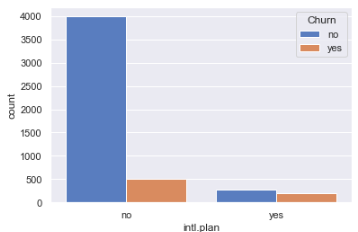 4000
3500
3000
2500
2000
1500
1000
500
0
count
no
yes
intl.plan
Churn
no
yes